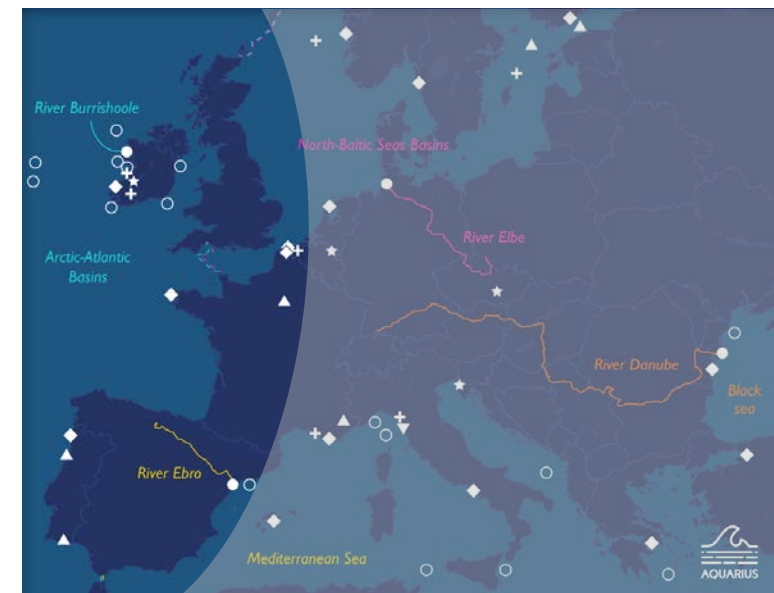 River Burrishoole
North-Baltic Seas Basins
River Elbe
Arctic-Atlantic
Basins
River Danube
Black
sea
River Ebro
Mediterranean Sea
AQUARIUS